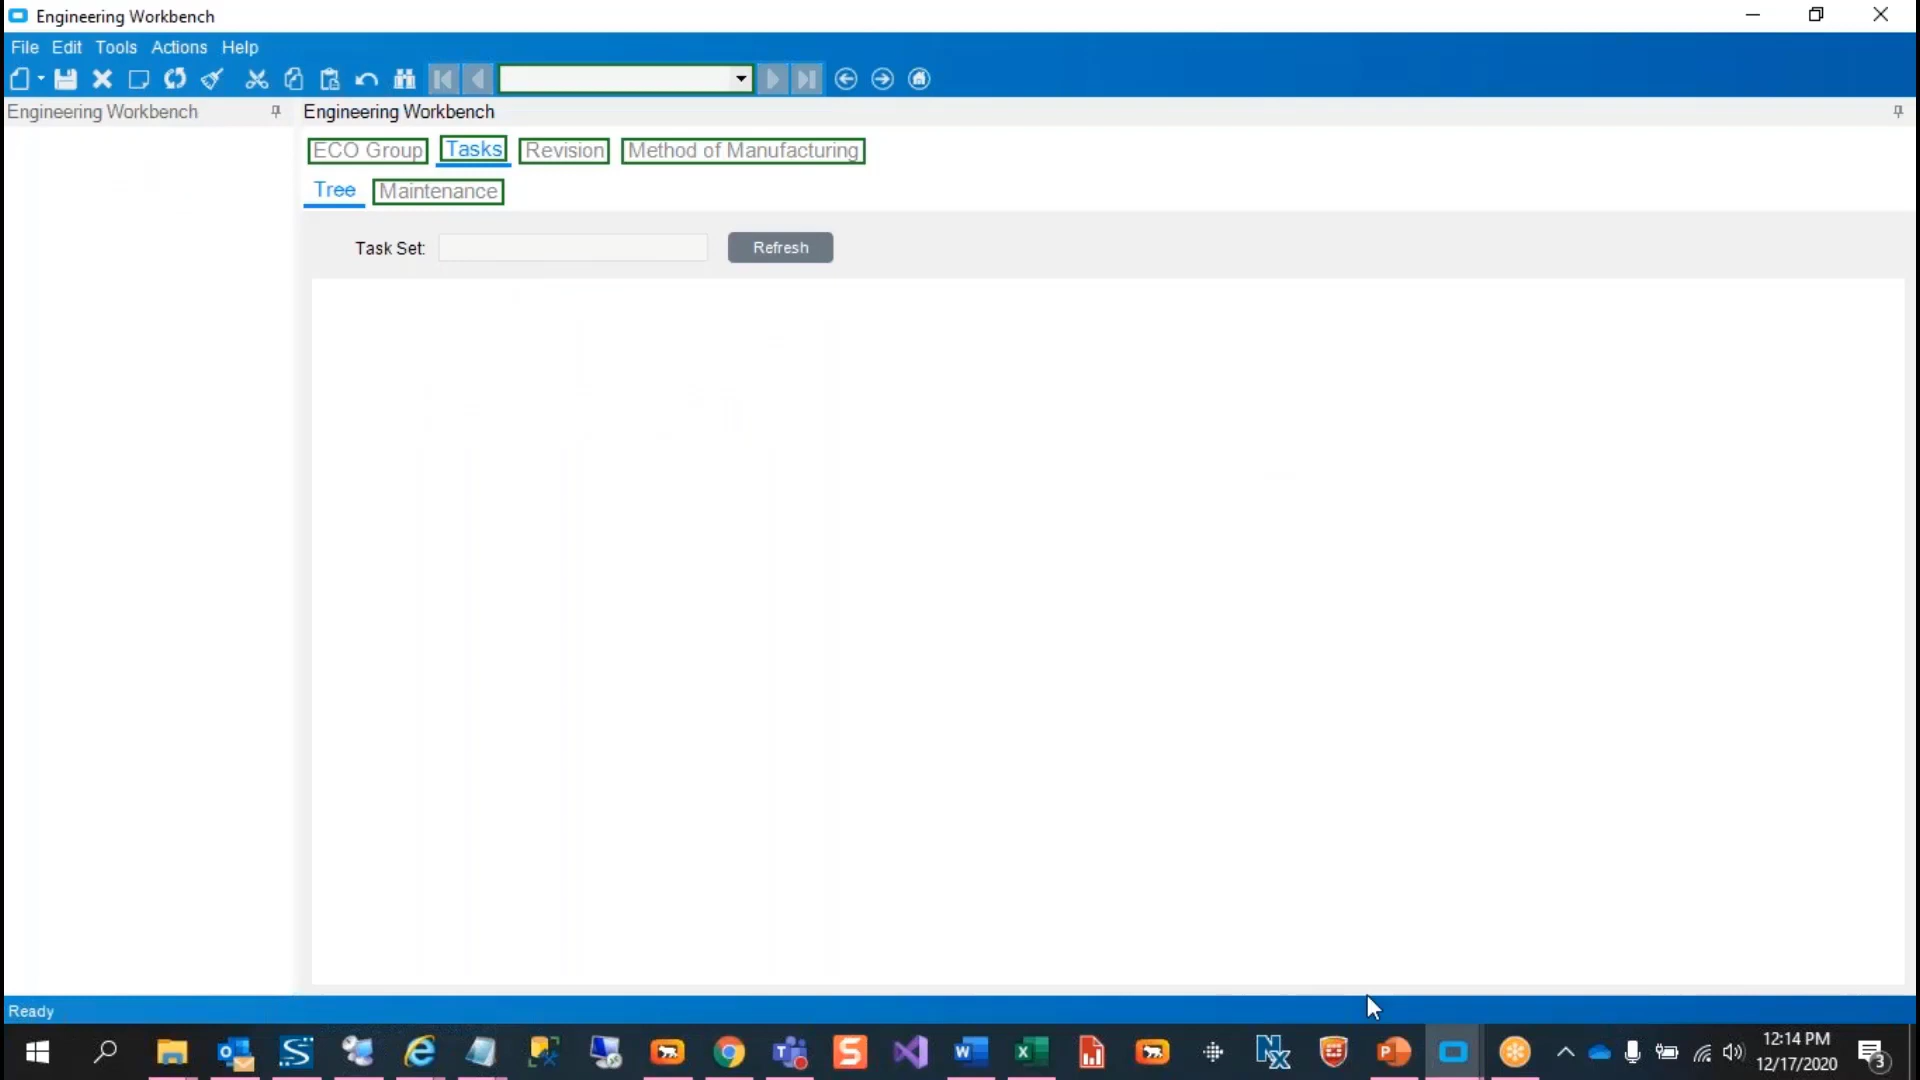 Engineering Workbench
File Edit Tools Actions Help
Engineering Workbench
Engineering Workbench
ECO Group Tasks Revision Method of Manufacturing
Tree Maintenance
Task Set: Refresh
Ready
12:14 PM
12/17/2020
3